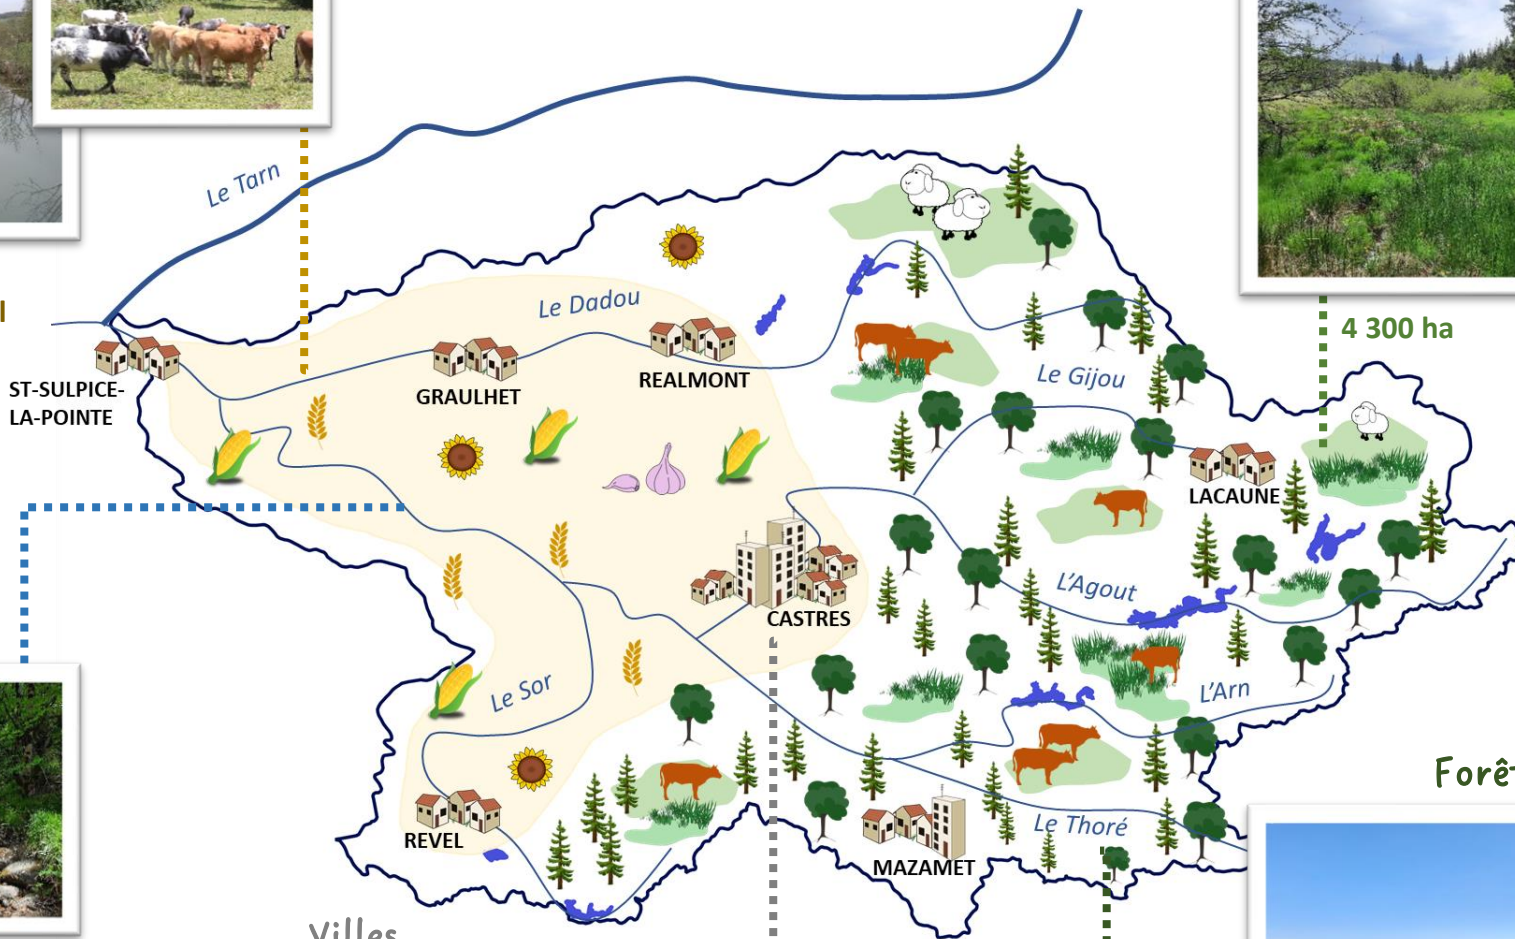 Le Tarn
l
4 300 ha
Le Dadou
ST-SULPICE-
LA-POINTE
GRAULHET
REALMONT
Le Gijou
LACAUNE
L'Agout
CASTRES
Le Sor
L'Arn
Forêt
REVEL
Le Thoré
MAZAMET
Villes